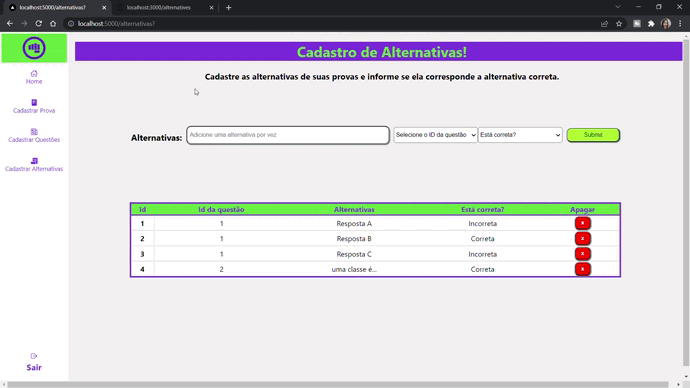 localhost:5000/alternativas?
localhost:3000/alternatives
localhost:5000/alternativas?
Cadastro de Alternativas!
Cadastre as alternativas de suas provas e informe se ela corresponde a alternativa correta.
Home
Cadastrar Prova
Cadastrar Questões
Cadastrar Alternativas
Sair
Alternativas: Adicione uma alternativa por vez Selecione o ID da questão Está correta? Submit
Id Id da questão Alternativas Está correta? Apagar
1 1 Resposta A Incorreta x
2 1 Resposta B Correta x
3 1 Resposta C Incorreta x
4 2 uma classe é... Correta x